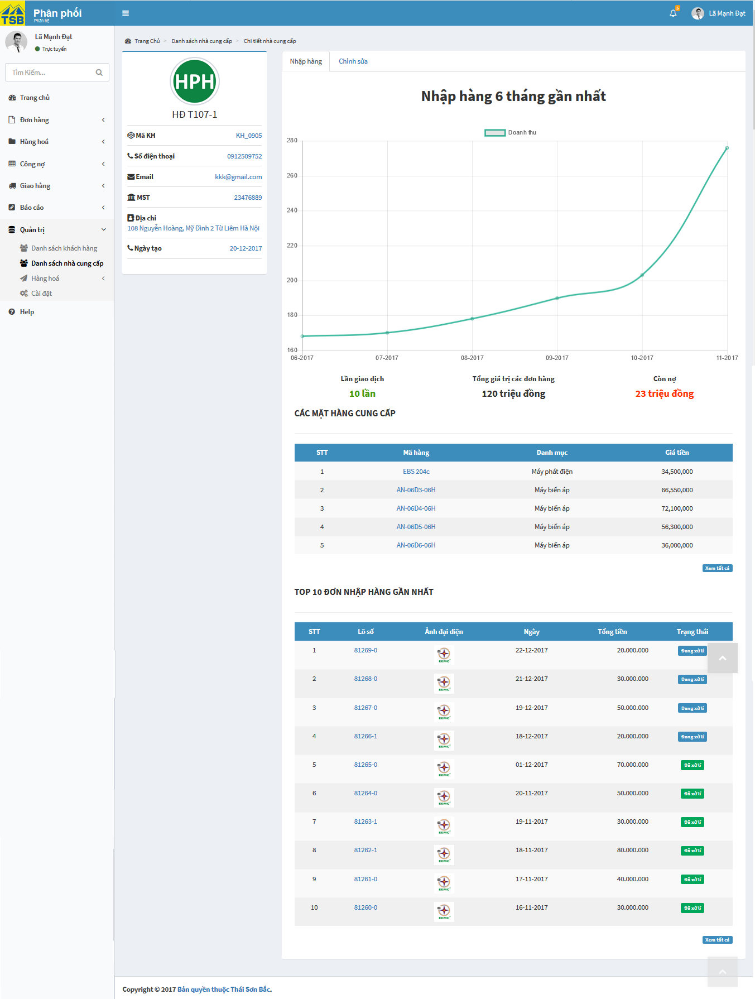 TSB
Phân phối
Phân hệ
5
Lã Mạnh Đạt
Lã Mạnh Đạt
Trực tuyến
Tìm Kiếm...
Trang chủ
Đơn hàng
Hàng hoá
Công nợ
Giao hàng
Báo cáo
Quản trị
Danh sách khách hàng
Danh sách nhà cung cấp
Hàng hoá
Cài đặt
Help
Trang Chủ > Danh sách nhà cung cấp > Chi tiết nhà cung cấp
HPH
HĐ T107-1
Mã KH KH_0905
Số điện thoại 0912509752
Email kkk@gmail.com
MST 23476889
Địa chỉ
108 Nguyễn Hoàng, Mỹ Đình 2 Từ Liêm Hà Nội
Ngày tạo 20-12-2017
Nhập hàng Chỉnh sửa
Nhập hàng 6 tháng gần nhất
Doanh thu
280
260
240
220
200
180
160
06-2017 07-2017 08-2017 09-2017 10-2017 11-2017
Lần giao dịch Tổng giá trị các đơn hàng Còn nợ
10 lần 120 triệu đồng 23 triệu đồng
CÁC MẶT HÀNG CUNG CẤP
STT Mã hàng Danh mục Giá tiền
1 EBS 204c Máy phát điện 34,500,000
2 AN-06D3-06H Máy biến áp 66,550,000
3 AN-06D4-06H Máy biến áp 72,100,000
4 AN-06D5-06H Máy biến áp 56,300,000
5 AN-06D6-06H Máy biến áp 36,000,000
Xem tất cả
TOP 10 ĐƠN NHẬP HÀNG GẦN NHẤT
STT Lô số Ảnh đại diện Ngày Tổng tiền Trạng thái
1 81269-0 EEMC 22-12-2017 20.000.000 Đang xử lí
2 81268-0 EEMC 21-12-2017 30.000.000 Đang xử lí
3 81267-0 EEMC 19-12-2017 50.000.000 Đang xử lí
4 81266-1 EEMC 18-12-2017 20.000.000 Đang xử lí
5 81265-0 EEMC 01-12-2017 70.000.000 Đã xử lí
6 81264-0 EEMC 20-11-2017 50.000.000 Đã xử lí
7 81263-1 EEMC 19-11-2017 30.000.000 Đã xử lí
8 81262-1 EEMC 18-11-2017 80.000.000 Đã xử lí
9 81261-0 EEMC 17-11-2017 40.000.000 Đã xử lí
10 81260-0 EEMC 16-11-2017 30.000.000 Đã xử lí
Xem tất cả
Copyright © 2017 Bản quyền thuộc Thái Sơn Bắc.